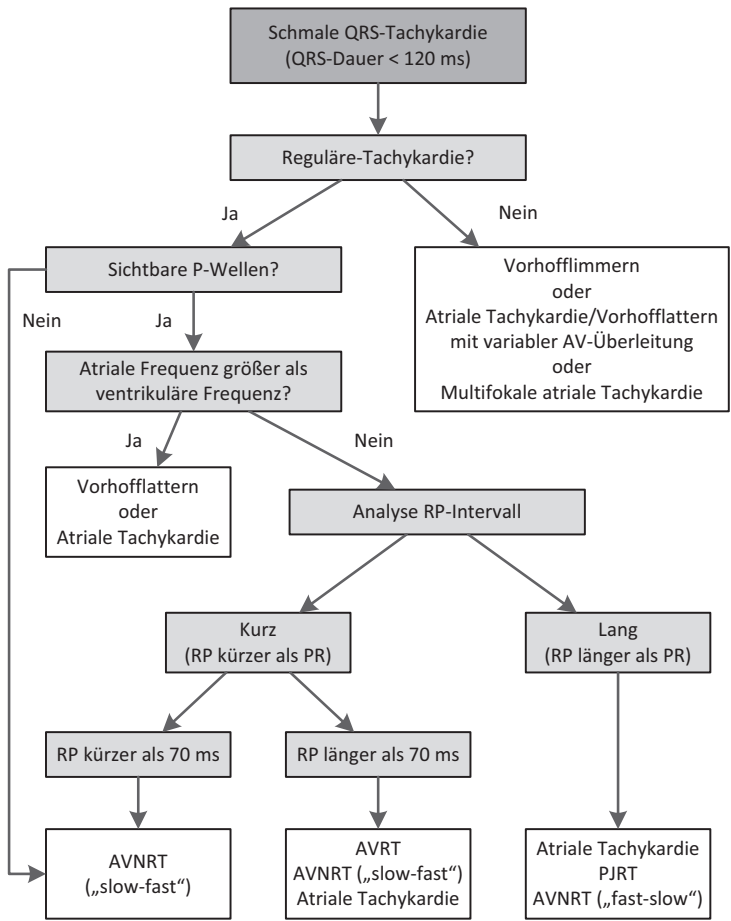 Schmale QRS-Tachykardie
(QRS-Dauer < 120 ms)
Reguläre-Tachykardie?
Ja
Nein
Sichtbare P-Wellen?
Vorhofflimmern
oder
Atriale Tachykardie/Vorhofflattern
mit variabler AV-Überleitung
oder
Multifokale atriale Tachykardie
Nein
Ja
Atriale Frequenz größer als
ventrikuläre Frequenz?
Ja
Nein
Vorhofflattern
oder
Atriale Tachykardie
Analyse RP-Intervall
Kurz
(RP kürzer als PR)
Lang
(RP länger als PR)
RP kürzer als 70 ms
RP länger als 70 ms
AVNRT
(„slow-fast“)
AVRT
AVNRT („slow-fast“)
Atriale Tachykardie
Atriale Tachykardie
PJRT
AVNRT („fast-slow“)